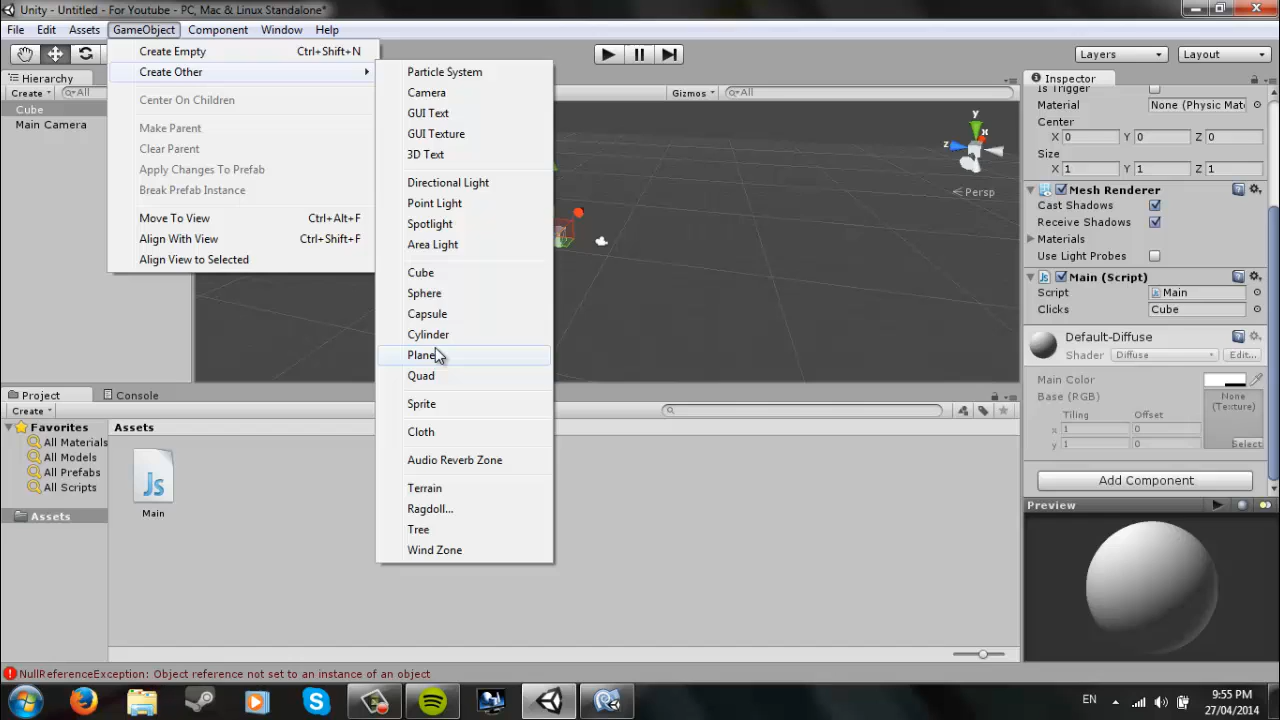 Unity - Untitled - For Youtube - PC, Mac & Linux Standalone*
File Edit Assets GameObject Component Window Help
Create Empty Ctrl+Shift+N
Create Other
Center On Children
Make Parent
Clear Parent
Apply Changes To Prefab
Break Prefab Instance
Move To View Ctrl+Alt+F
Align With View Ctrl+Shift+F
Align View to Selected
Particle System
Camera
GUI Text
GUI Texture
3D Text
Directional Light
Point Light
Spotlight
Area Light
Cube
Sphere
Capsule
Cylinder
Plane
Quad
Sprite
Cloth
Audio Reverb Zone
Terrain
Ragdoll...
Tree
Wind Zone
Layers Layout
Hierarchy
Create All
Cube
Main Camera
Gizmos All
y
x
z
Persp
Inspector
Is Trigger
Material None (Physic Mat
Center
X 0 Y 0 Z 0
Size
X 1 Y 1 Z 1
Mesh Renderer
Cast Shadows
Receive Shadows
Materials
Use Light Probes
Main (Script)
Script Main
Clicks Cube
Default-Diffuse
Shader Diffuse Edit...
Main Color
Base (RGB) None
(Texture)
Tiling Offset
x 1 0
y 1 0
Select
Add Component
Preview
Project Console
Create
Favorites
All Materials
All Models
All Prefabs
All Scripts
Assets
Assets
Js
Main
NullReferenceException: Object reference not set to an instance of an object
EN
9:55 PM
27/04/2014